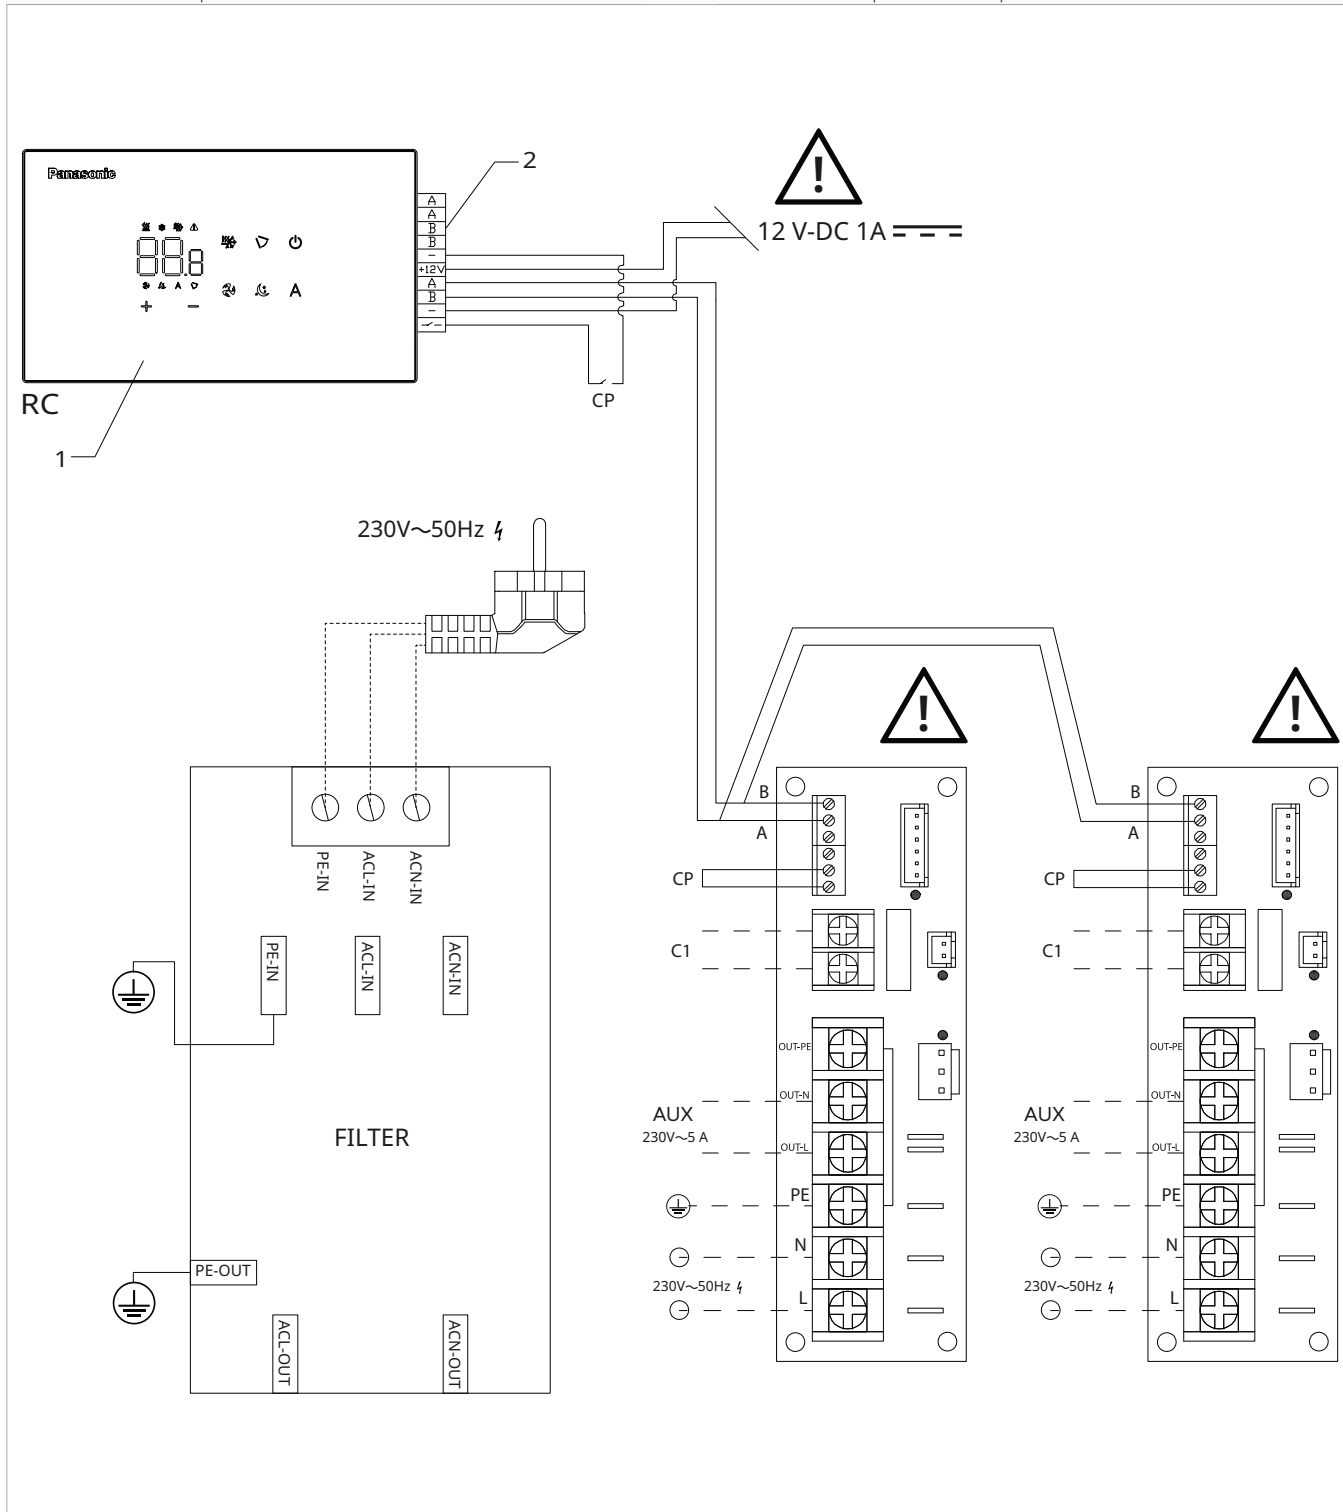 Panasonic
2
A
A
B
B
−
+12V
A
B
−
12 V-DC 1A
A
+ −
RC
CP
1
230V～50Hz
PE-IN
ACL-IN
ACN-IN
PE-IN
ACL-IN
ACN-IN
FILTER
PE-OUT
ACL-OUT
ACN-OUT
B
A
CP
C1
OUT-PE
OUT-N
AUX
230V～5 A
OUT-L
PE
N
230V～50Hz
L
B
A
CP
C1
OUT-PE
OUT-N
AUX
230V～5 A
OUT-L
PE
N
230V～50Hz
L